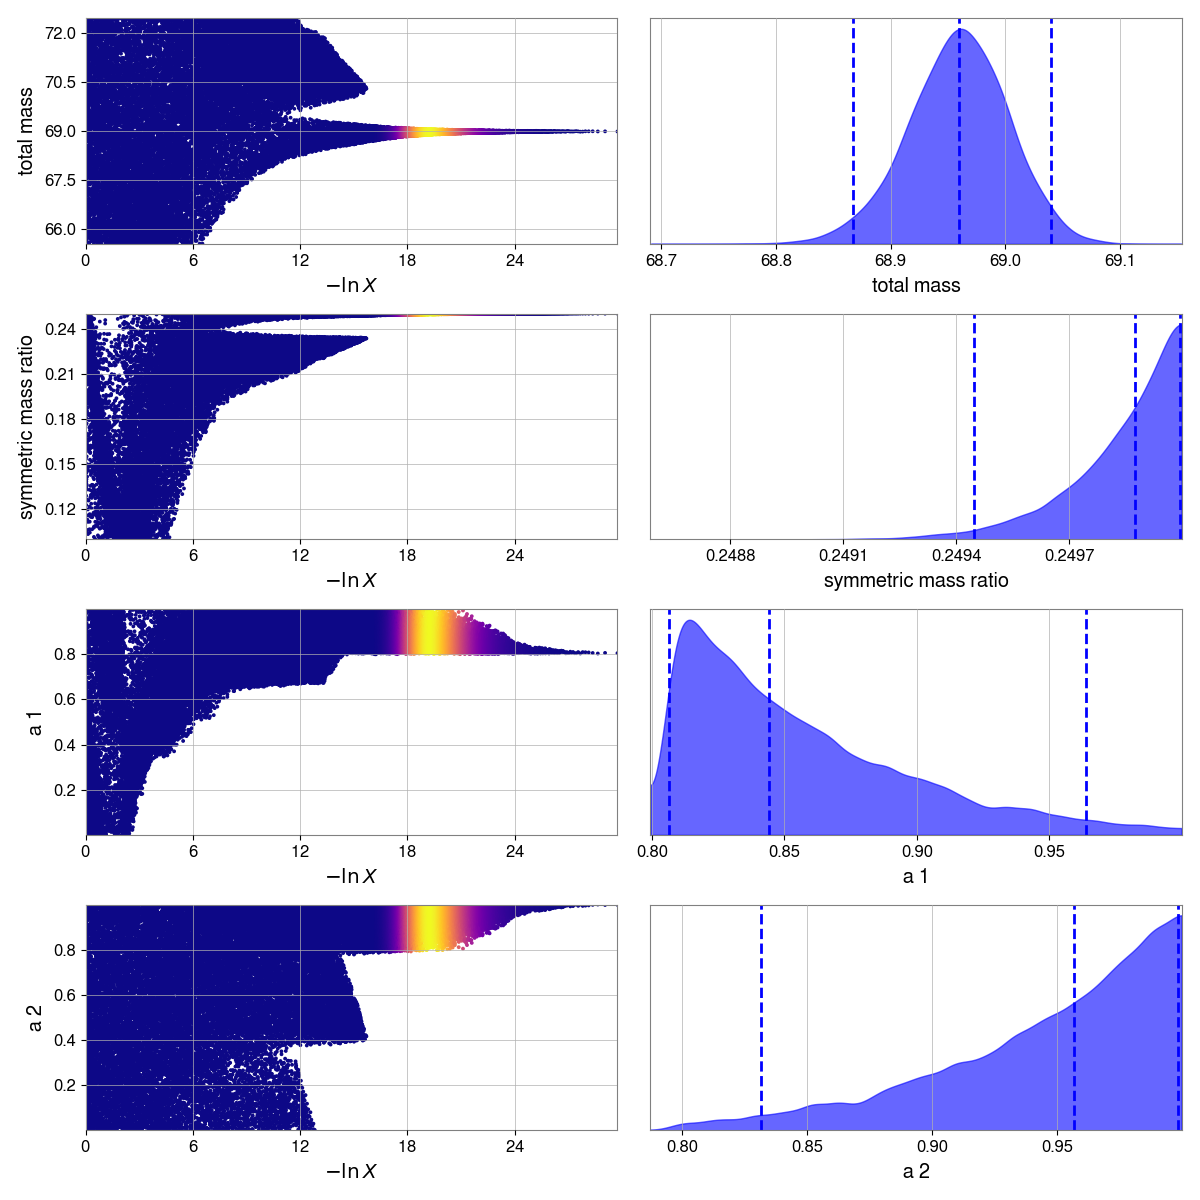 total mass
72.0
70.5
69.0
67.5
66.0
0 6 12 18 24
−ln X
68.7 68.8 68.9 69.0 69.1
total mass
symmetric mass ratio
0.24
0.21
0.18
0.15
0.12
0 6 12 18 24
−ln X
0.2488 0.2491 0.2494 0.2497
symmetric mass ratio
a 1
0.8
0.6
0.4
0.2
0 6 12 18 24
−ln X
0.80 0.85 0.90 0.95
a 1
a 2
0.8
0.6
0.4
0.2
0 6 12 18 24
−ln X
0.80 0.85 0.90 0.95
a 2